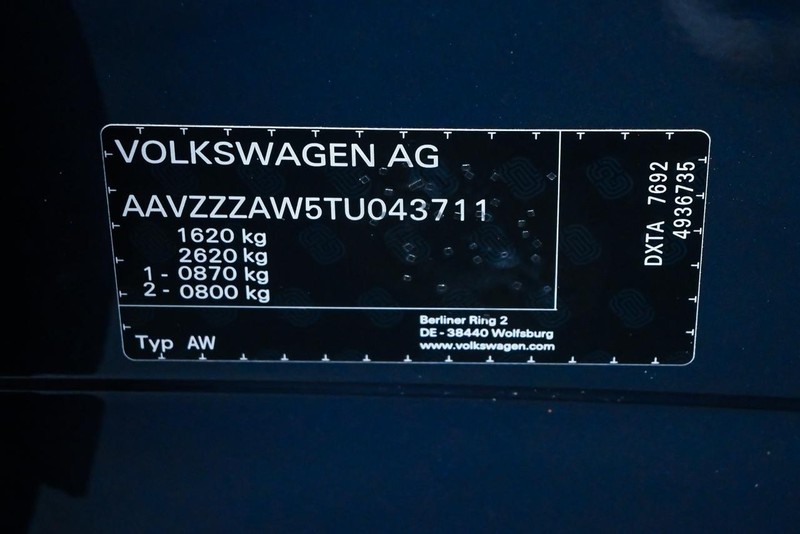 VOLKSWAGEN AG
AAVZZZAW5TU043711
1620 kg
2620 kg
1 - 0870 kg
2 - 0800 kg
Typ AW
Berliner Ring 2
DE - 38440 Wolfsburg
www.volkswagen.com
DXTA 7692
4936735